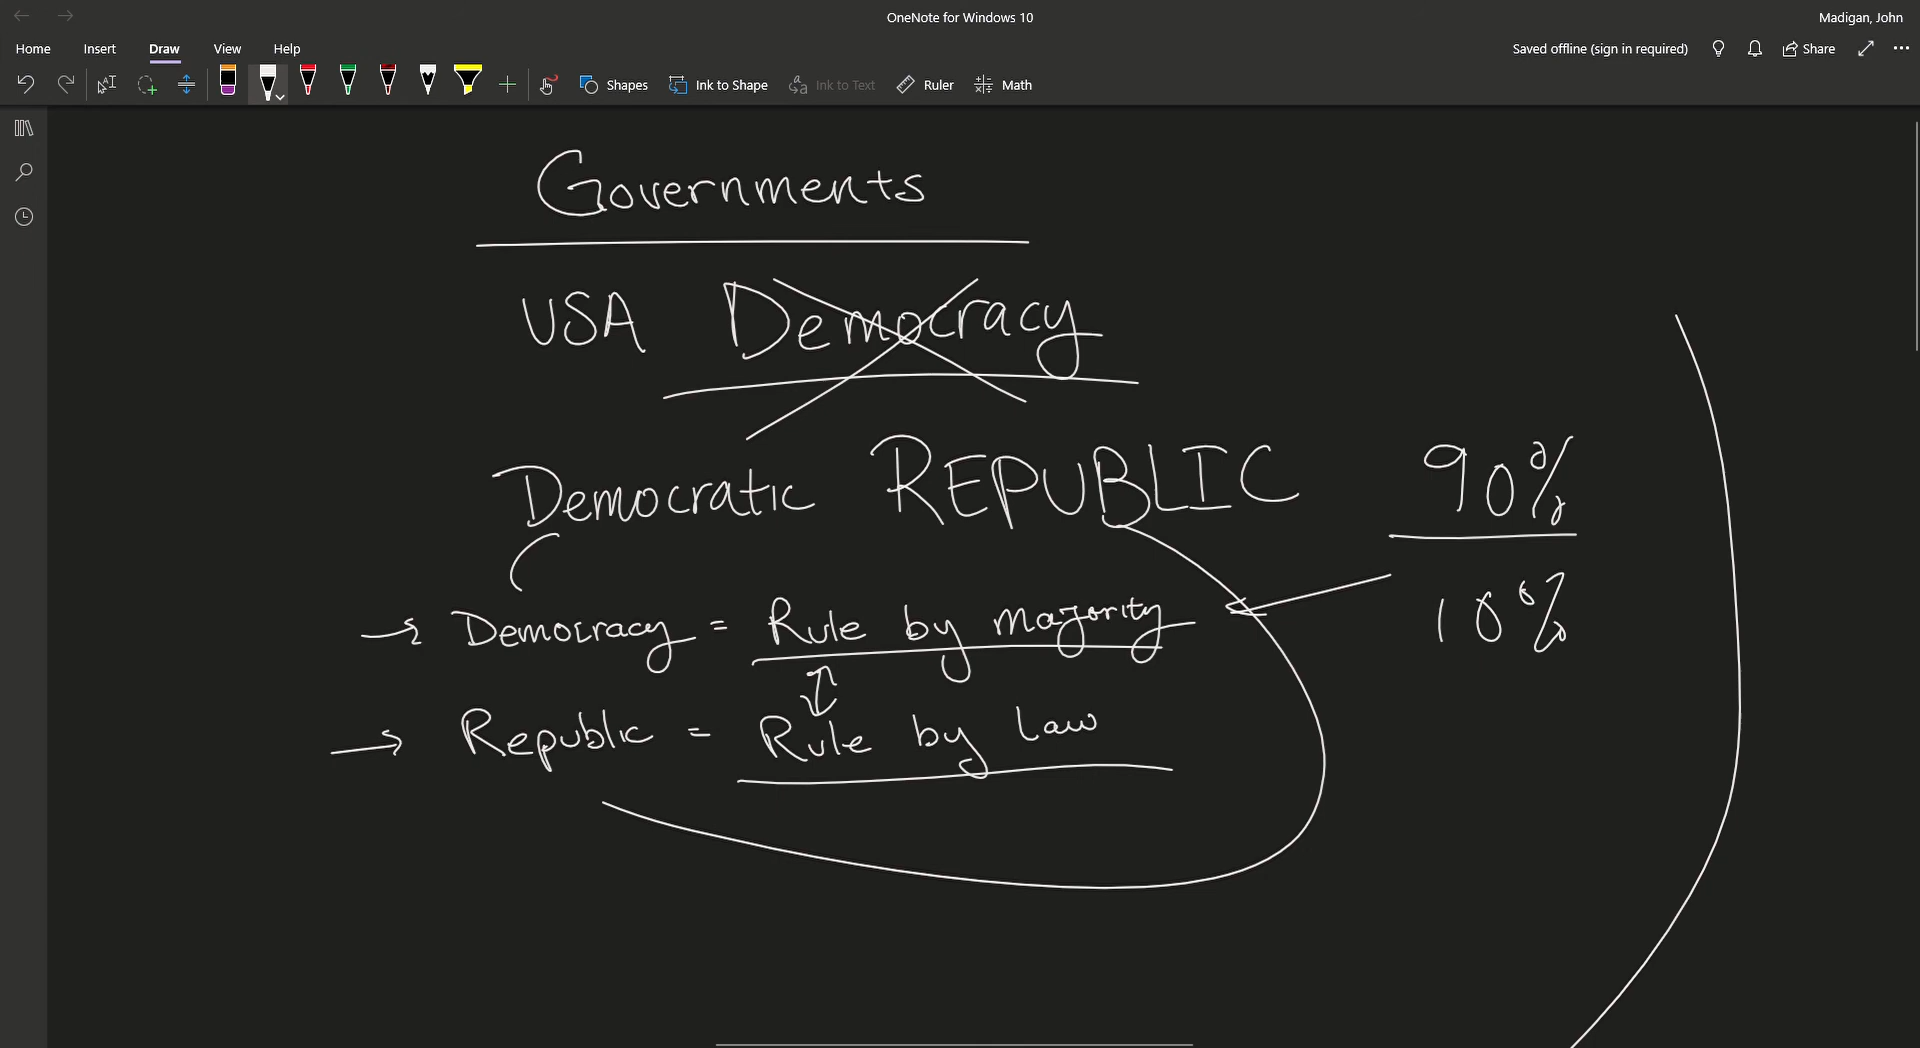 OneNote for Windows 10
Madigan, John
Home Insert Draw View Help
Saved offline (sign in required) Share
Shapes Ink to Shape Ink to Text Ruler Math
Governments
USA Democracy
Democratic REPUBLIC 90%
10%
→ Democracy = Rule by majority ←
↕
→ Republic = Rule by law